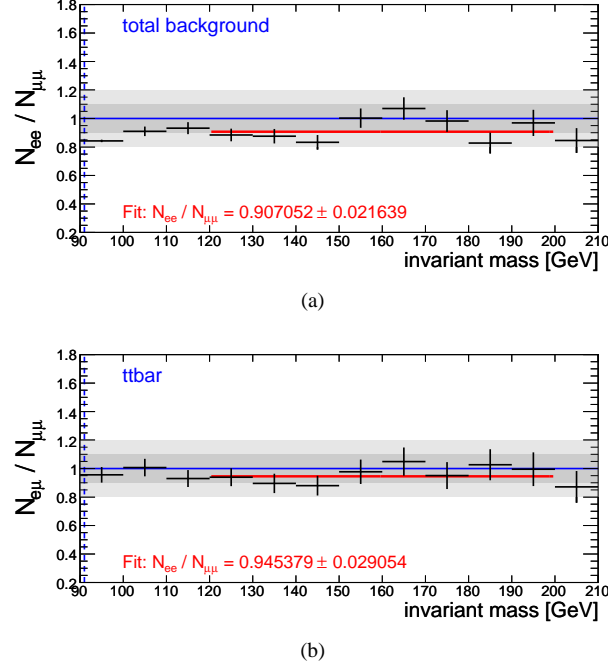 1.8
total background
1.6
1.4
1.2
1
0.8
0.6
0.4
0.2
N_ee / N_μμ
Fit: N_ee / N_μμ = 0.907052 ± 0.021639
90 100 110 120 130 140 150 160 170 180 190 200 210
invariant mass [GeV]
(a)
1.8
ttbar
1.6
1.4
1.2
1
0.8
0.6
0.4
0.2
N_eμ / N_μμ
Fit: N_ee / N_μμ = 0.945379 ± 0.029054
90 100 110 120 130 140 150 160 170 180 190 200 210
invariant mass [GeV]
(b)